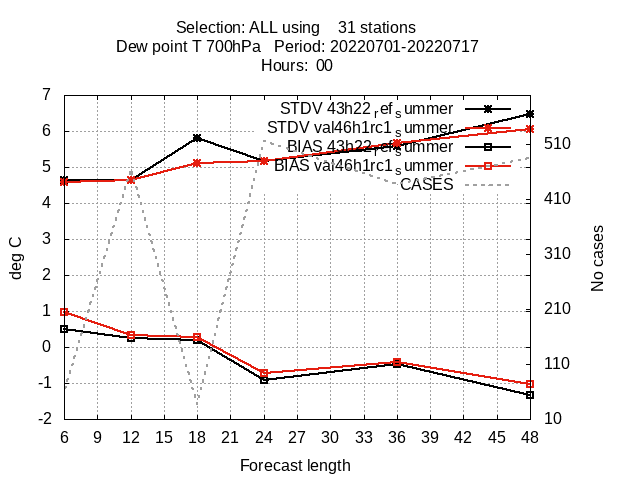 Selection: ALL using 31 stations
Dew point T 700hPa Period: 20220701-20220717
Hours: 00
7
6
5
4
3
2
1
0
-1
-2
deg C
STDV 43h22_ref_summer
STDV val46h1rc1_summer
BIAS 43h22_ref_summer
BIAS val46h1rc1_summer
CASES
510
410
310
210
110
10
No cases
6 9 12 15 18 21 24 27 30 33 36 39 42 45 48
Forecast length